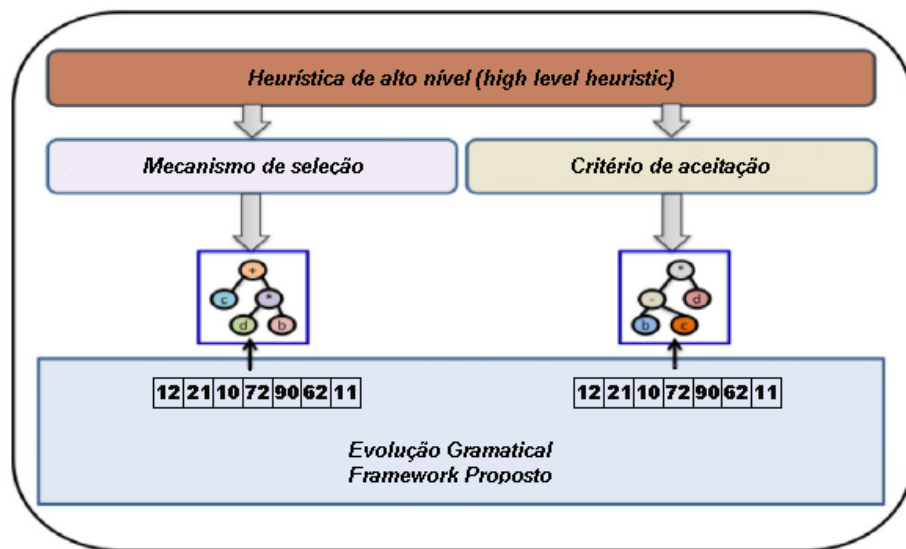 Heurística de alto nível (high level heuristic)
Mecanismo de seleção
Critério de aceitação
+
c
*
d
b
*
-
d
b
c
12 21 10 72 90 62 11
12 21 10 72 90 62 11
Evolução Gramatical
Framework Proposto